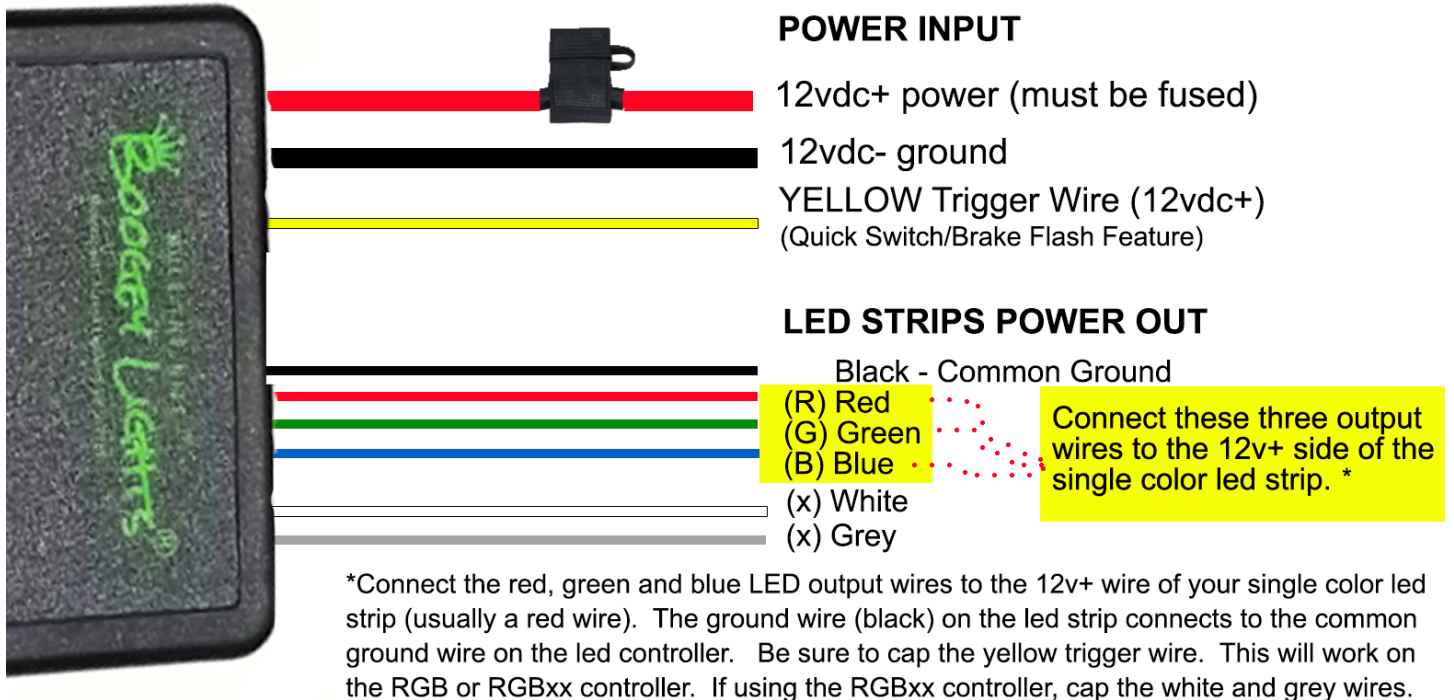 POWER INPUT
12vdc+ power (must be fused)
12vdc- ground
YELLOW Trigger Wire (12vdc+)
(Quick Switch/Brake Flash Feature)
BOOGEY LIGHTS®
LED STRIPS POWER OUT
Black - Common Ground
(R) Red
(G) Green
(B) Blue
(x) White
(x) Grey
Connect these three output
wires to the 12v+ side of the
single color led strip. *
*Connect the red, green and blue LED output wires to the 12v+ wire of your single color led
strip (usually a red wire).  The ground wire (black) on the led strip connects to the common
ground wire on the led controller.   Be sure to cap the yellow trigger wire.  This will work on
the RGB or RGBxx controller.  If using the RGBxx controller, cap the white and grey wires.